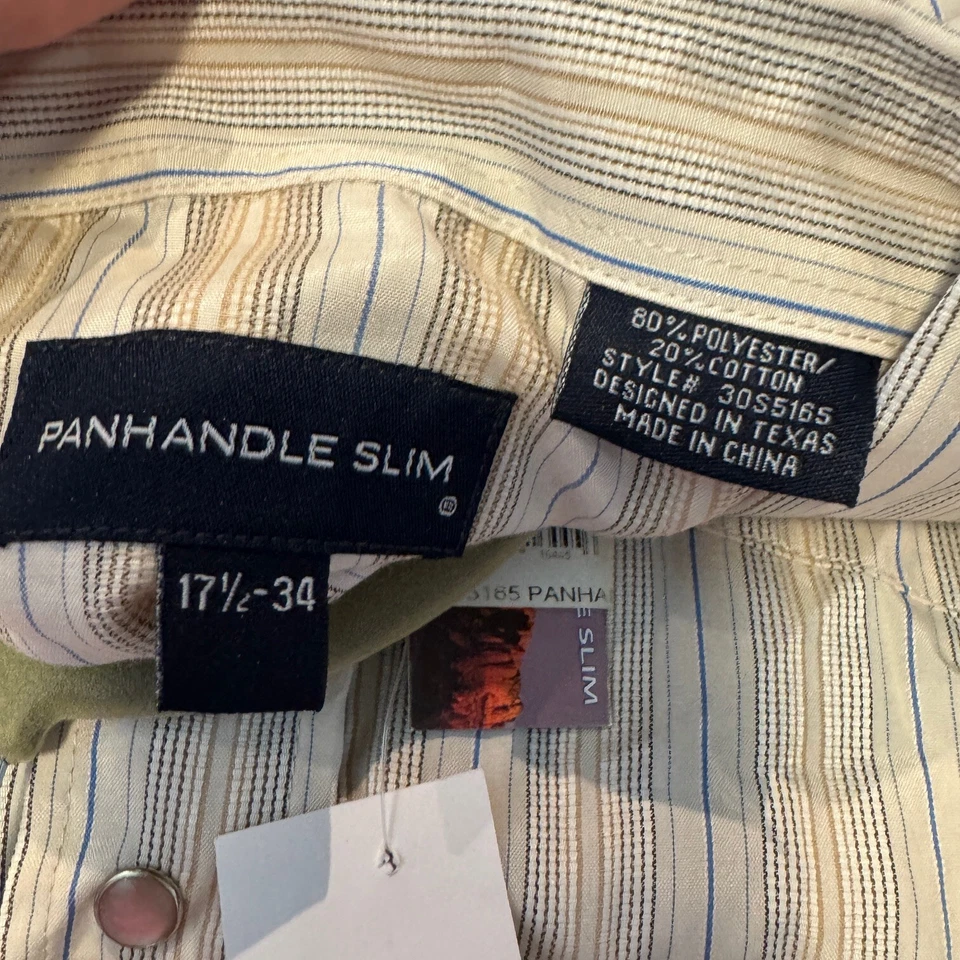 PANHANDLE SLIM
®
17½-34
80% POLYESTER/
20% COTTON
STYLE# 30S5165
DESIGNED IN TEXAS
MADE IN CHINA
5165 PANHA
E SLIM